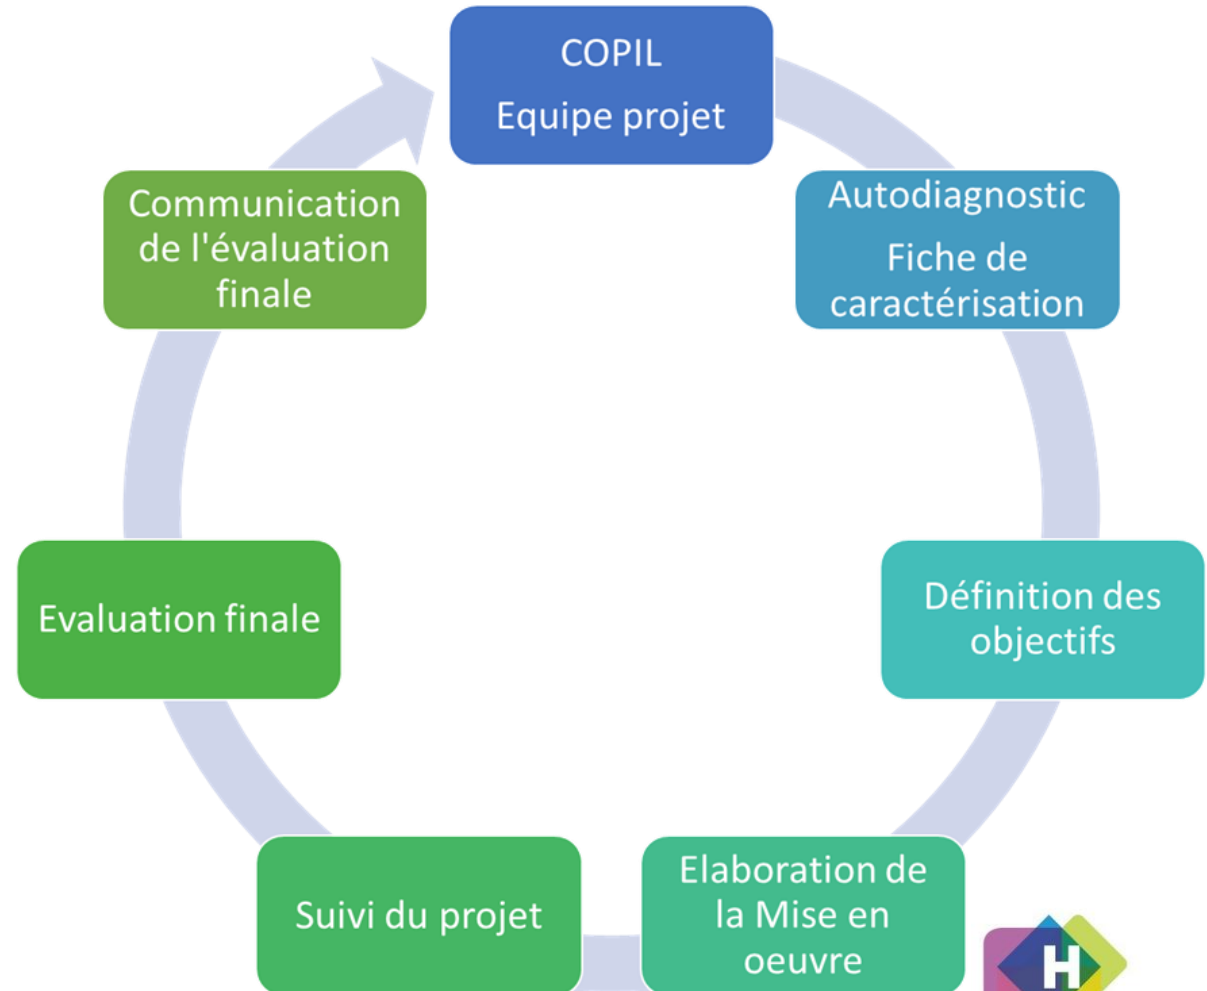 COPIL
Equipe projet
Autodiagnostic
Fiche de
caractérisation
Définition des
objectifs
Elaboration de
la Mise en
oeuvre
Suivi du projet
Evaluation finale
Communication
de l'évaluation
finale
H